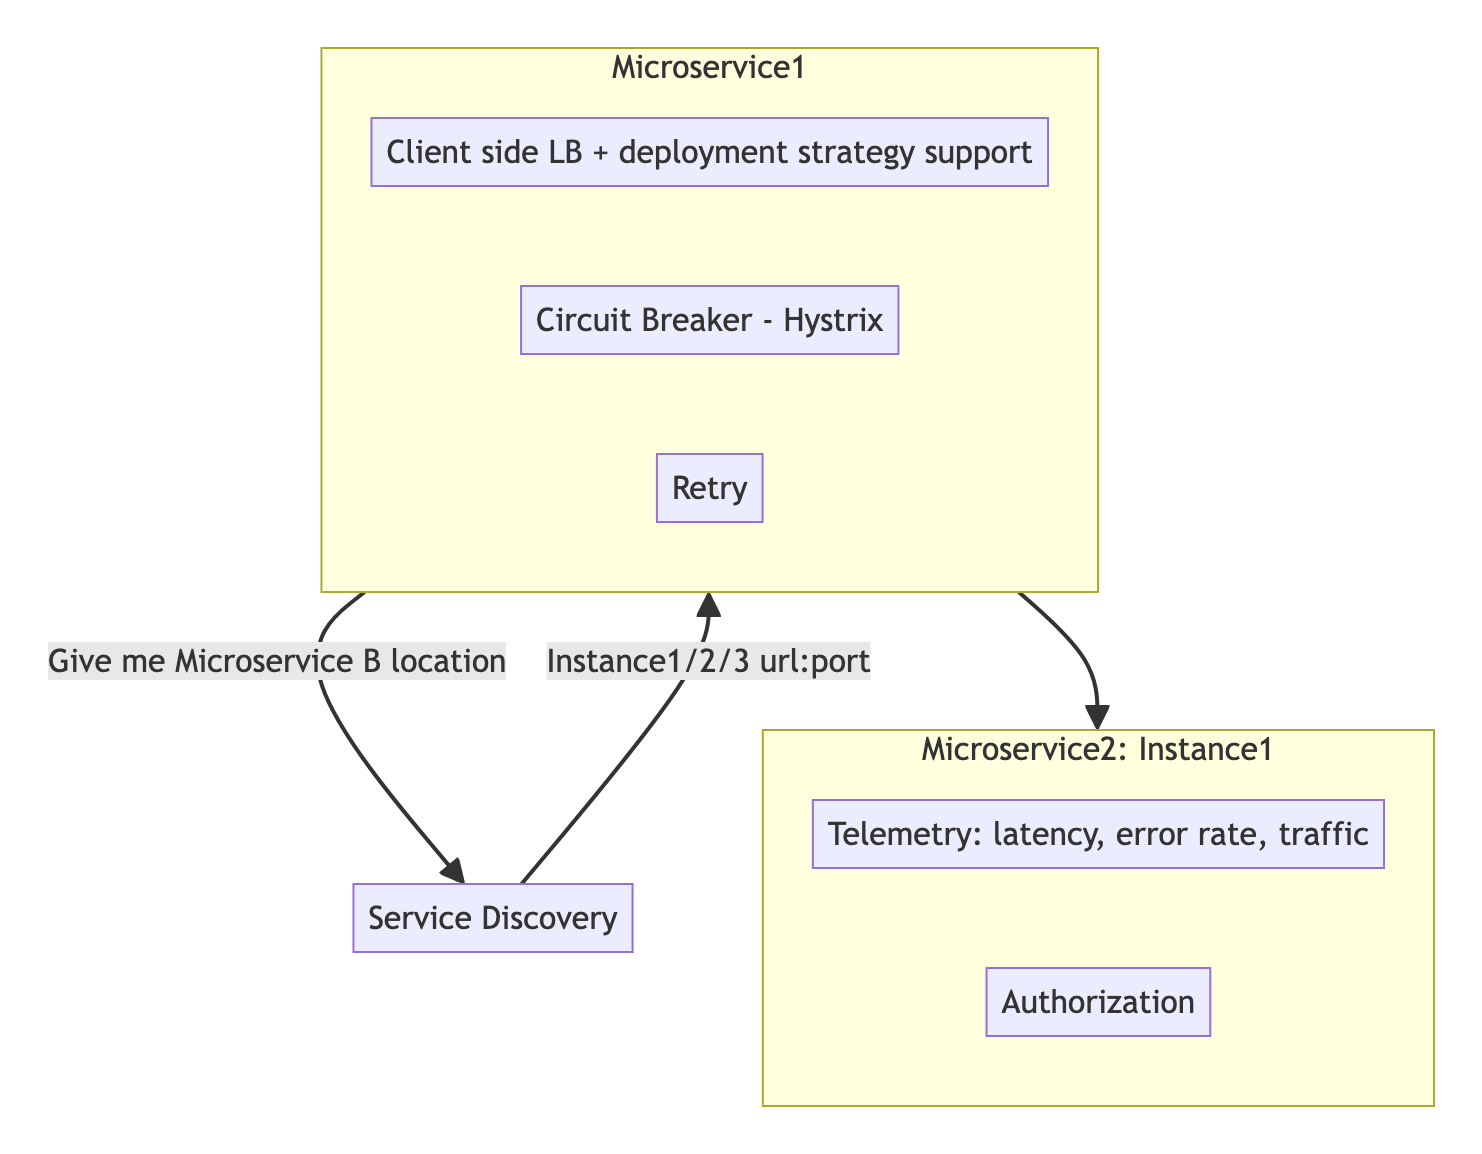 Microservice1
Client side LB + deployment strategy support
Circuit Breaker - Hystrix
Retry
Give me Microservice B location
Instance1/2/3 url:port
Microservice2: Instance1
Telemetry: latency, error rate, traffic
Service Discovery
Authorization